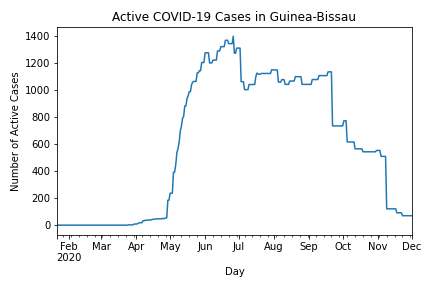 Active COVID-19 Cases in Guinea-Bissau
Number of Active Cases
1400
1200
1000
800
600
400
200
0
Feb Mar Apr May Jun Jul Aug Sep Oct Nov Dec
2020
Day